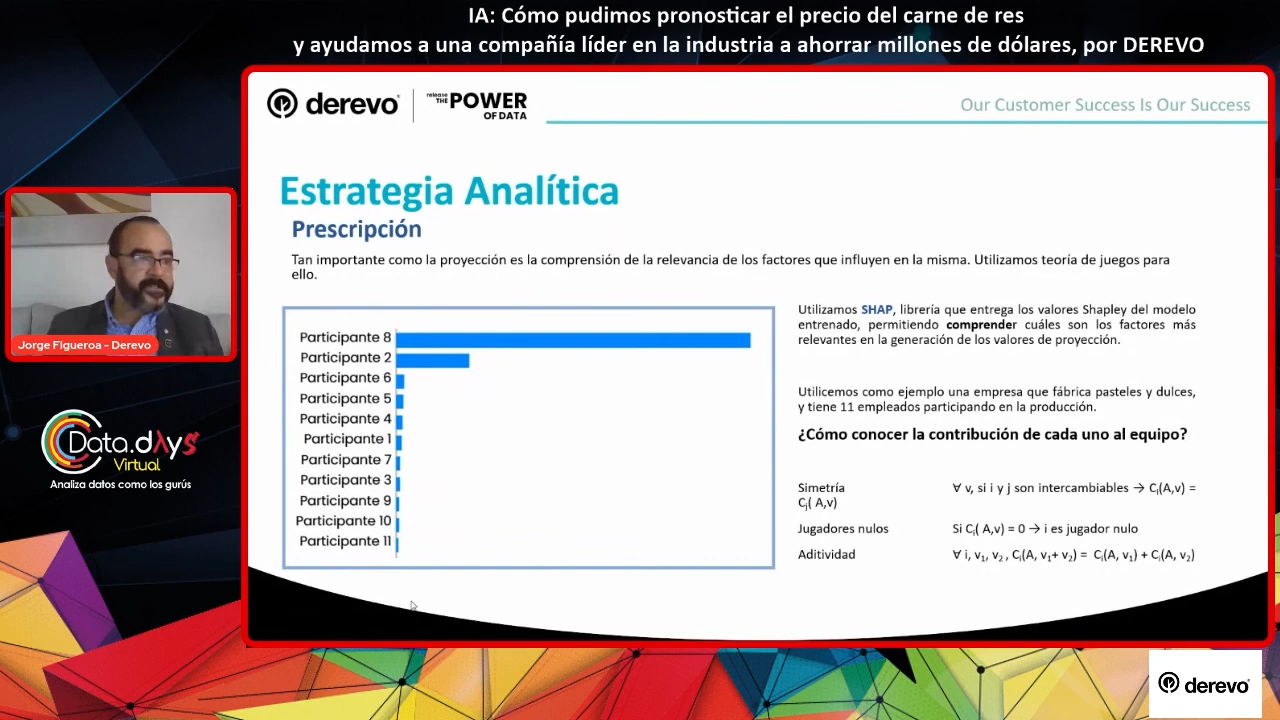 IA: Cómo pudimos pronosticar el precio del carne de res
y ayudamos a una compañía líder en la industria a ahorrar millones de dólares, por DEREVO
derevo
release
THE POWER
OF DATA
Our Customer Success Is Our Success
Estrategia Analítica
Prescripción
Tan importante como la proyección es la comprensión de la relevancia de los factores que influyen en la misma. Utilizamos teoría de juegos para
ello.
Jorge Figueroa - Derevo
Data.dAys
Virtual
Analiza datos como los gurús
Participante 8
Participante 2
Participante 6
Participante 5
Participante 4
Participante 1
Participante 7
Participante 3
Participante 9
Participante 10
Participante 11
Utilizamos SHAP, librería que entrega los valores Shapley del modelo
entrenado, permitiendo comprender cuáles son los factores más
relevantes en la generación de los valores de proyección.
Utilicemos como ejemplo una empresa que fábrica pasteles y dulces,
y tiene 11 empleados participando en la producción.
¿Cómo conocer la contribución de cada uno al equipo?
Simetría ∀ v, si i y j son intercambiables → Cᵢ(A,v) =
Cⱼ( A,v)
Jugadores nulos Si Cᵢ( A,v) = 0 → i es jugador nulo
Aditividad ∀ i, v₁, v₂ , Cᵢ(A, v₁+ v₂) = Cᵢ(A, v₁) + Cᵢ(A, v₂)
derevo